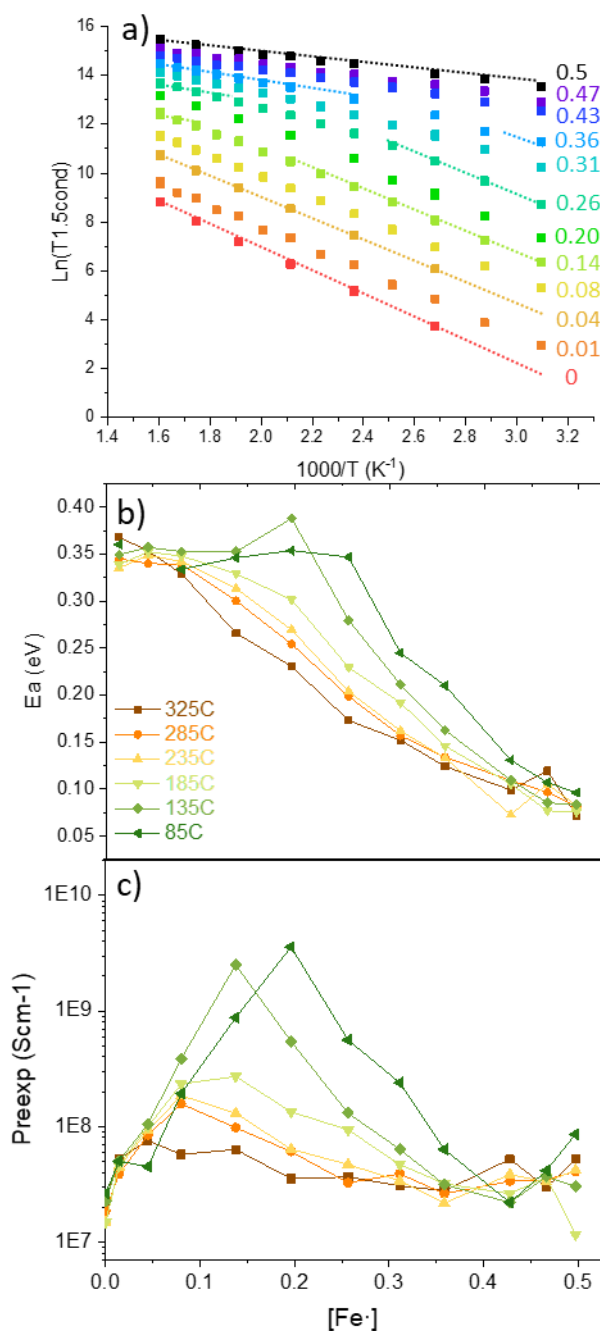 a)
Ln(T1.5cond)
16
14
12
10
8
6
4
2
0
0.5
0.47
0.43
0.36
0.31
0.26
0.20
0.14
0.08
0.04
0.01
0
1.4 1.6 1.8 2.0 2.2 2.4 2.6 2.8 3.0 3.2
1000/T (K⁻¹)
b)
Ea (eV)
0.40
0.35
0.30
0.25
0.20
0.15
0.10
0.05
325C
285C
235C
185C
135C
85C
c)
Preexp (Scm-1)
1E10
1E9
1E8
1E7
0.0 0.1 0.2 0.3 0.4 0.5
[Fe·]